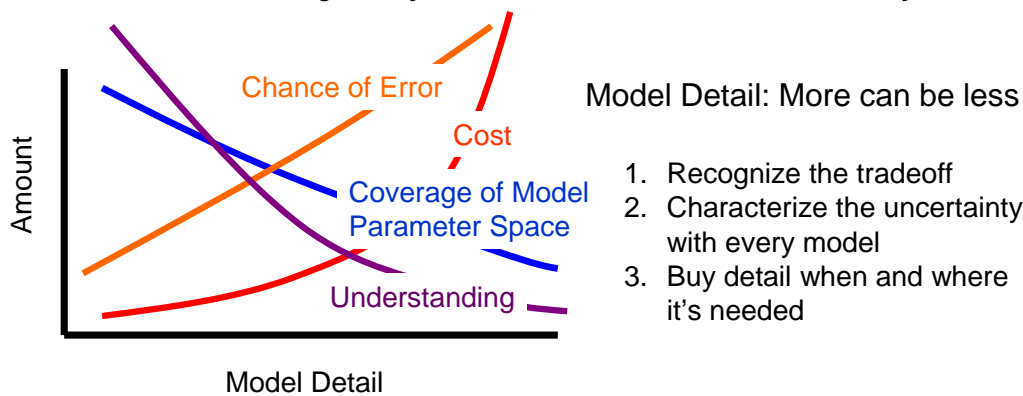 Chance of Error
Model Detail: More can be less
Cost
Amount
Coverage of Model
Parameter Space
1. Recognize the tradeoff
2. Characterize the uncertainty
with every model
3. Buy detail when and where
it's needed
Understanding
Model Detail